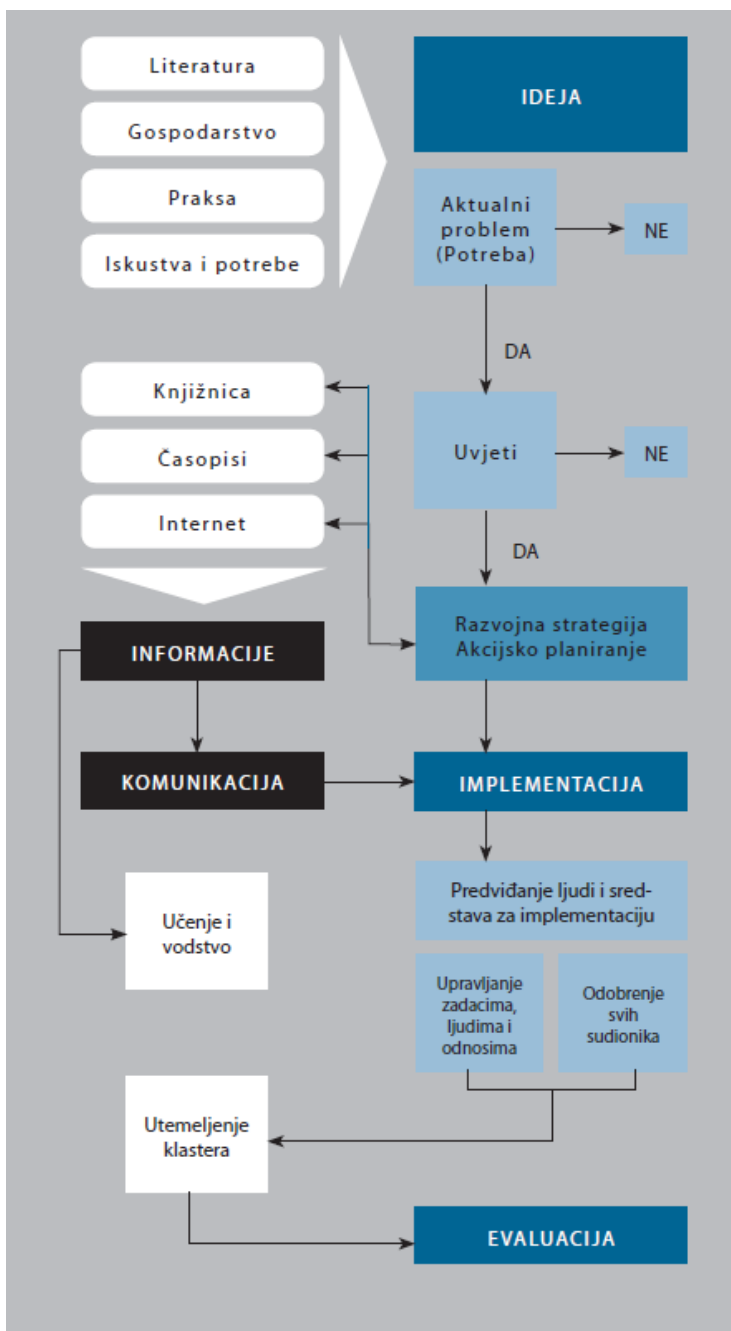 Literatura
Gospodarstvo
Praksa
Iskustva i potrebe
IDEJA
Aktualni
problem
(Potreba)
NE
DA
Knjižnica
Časopisi
Internet
Uvjeti
NE
DA
Razvojna strategija
Akcijsko planiranje
INFORMACIJE
KOMUNIKACIJA
IMPLEMENTACIJA
Predviđanje ljudi i sred-
stava za implementaciju
Učenje i
vodstvo
Upravljanje
zadacima,
ljudima i
odnosima
Odobrenje
svih
sudionika
Utemeljenje
klastera
EVALUACIJA